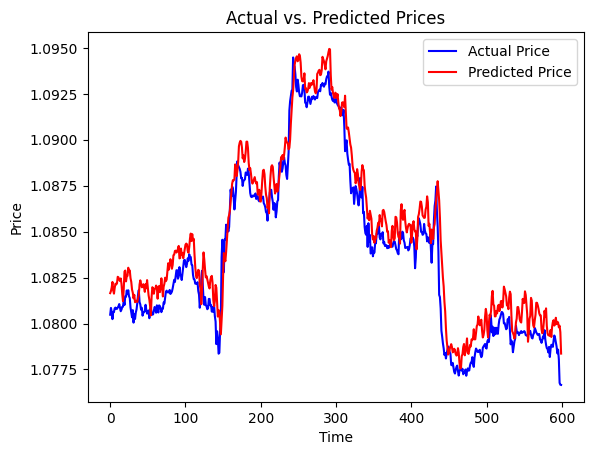 Actual vs. Predicted Prices
Actual Price
Predicted Price
Price
1.0950
1.0925
1.0900
1.0875
1.0850
1.0825
1.0800
1.0775
0 100 200 300 400 500 600
Time